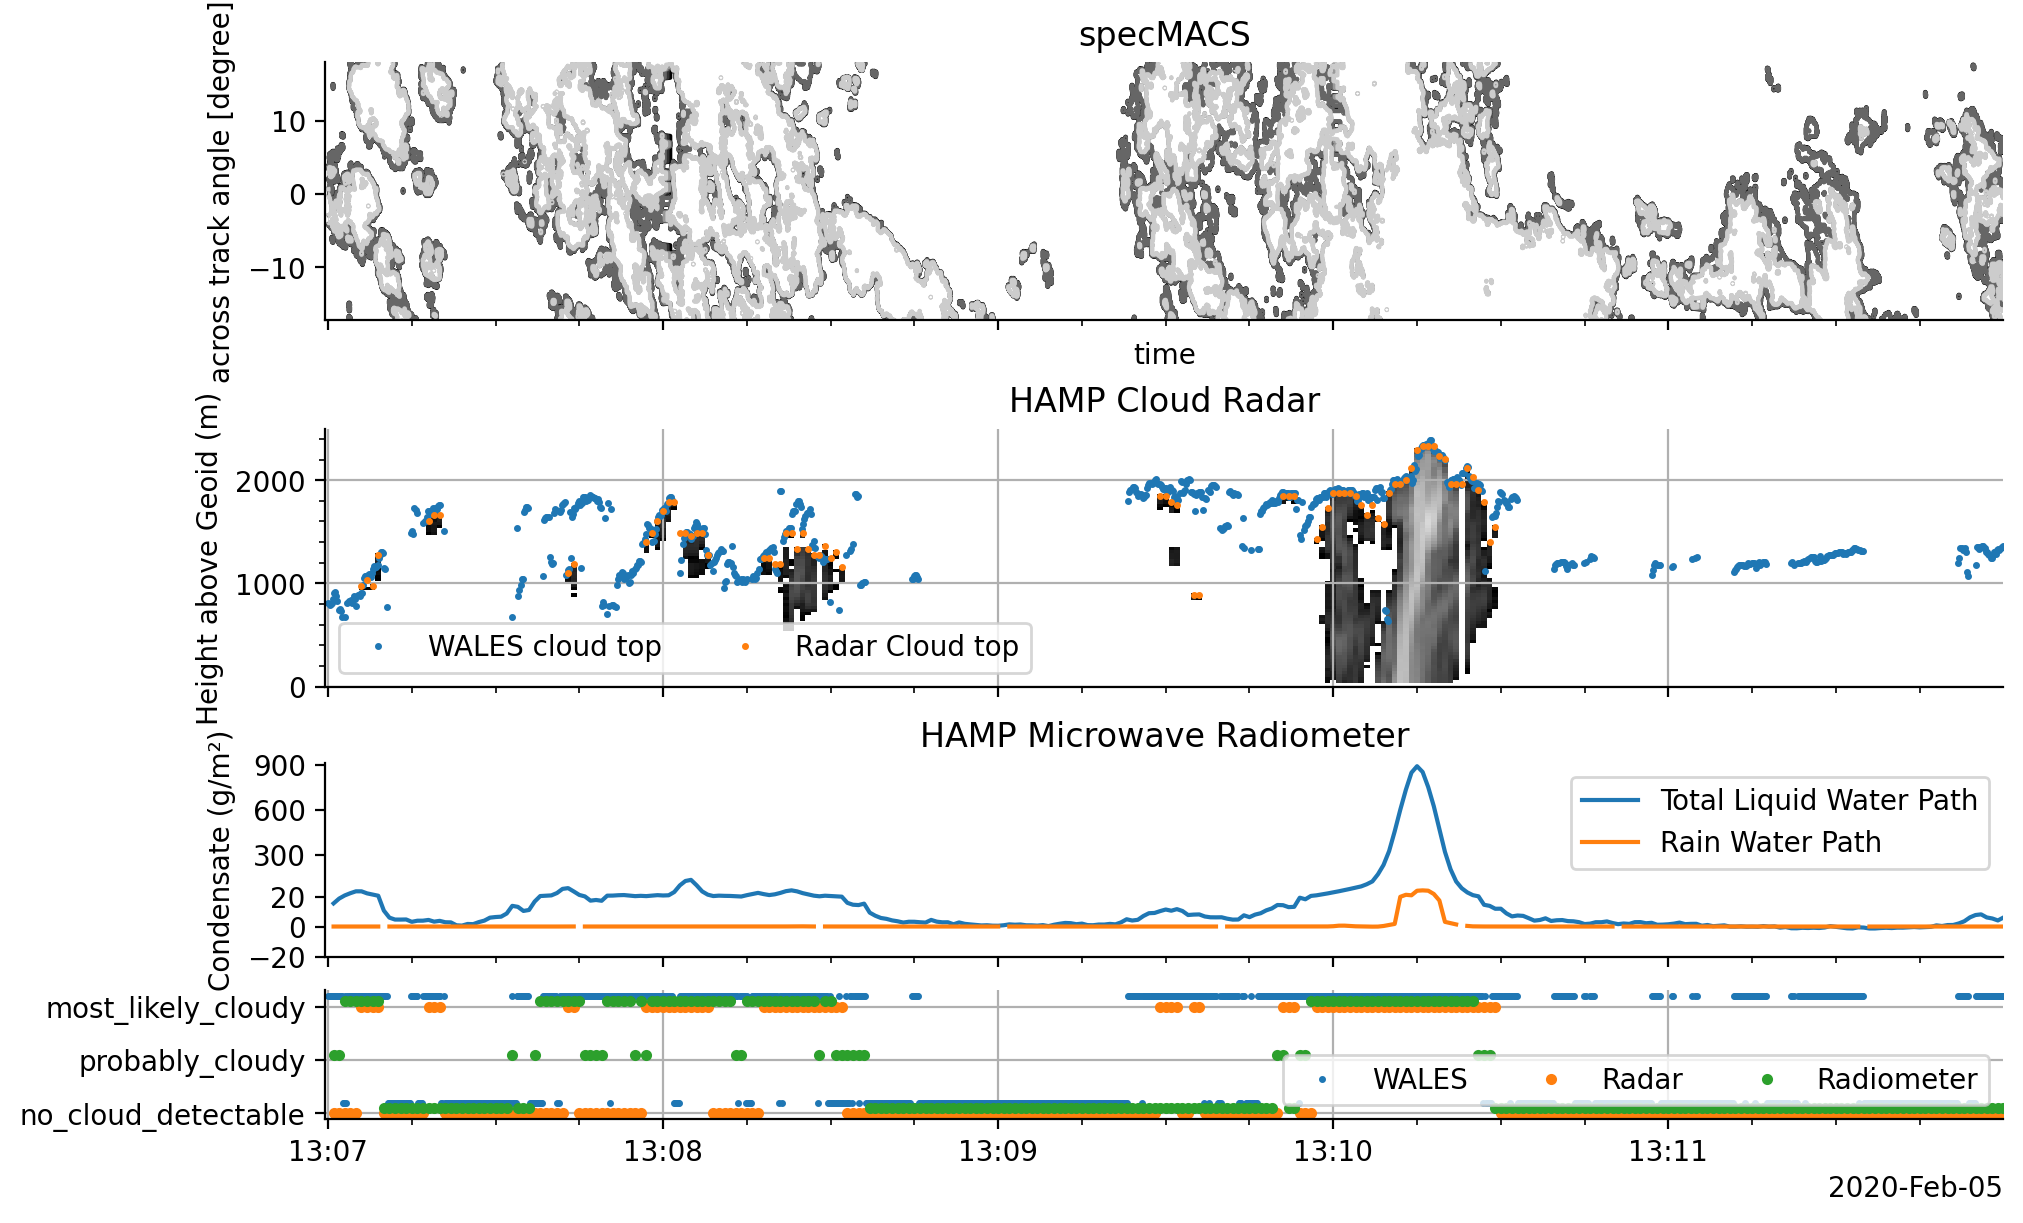 specMACS
across track angle [degree]
10
0
−10
time
HAMP Cloud Radar
Height above Geoid (m)
2000
1000
0
WALES cloud top
Radar Cloud top
HAMP Microwave Radiometer
Condensate (g/m²)
900
600
300
20
0
−20
Total Liquid Water Path
Rain Water Path
most_likely_cloudy
probably_cloudy
no_cloud_detectable
WALES Radar Radiometer
13:07 13:08 13:09 13:10 13:11
2020-Feb-05